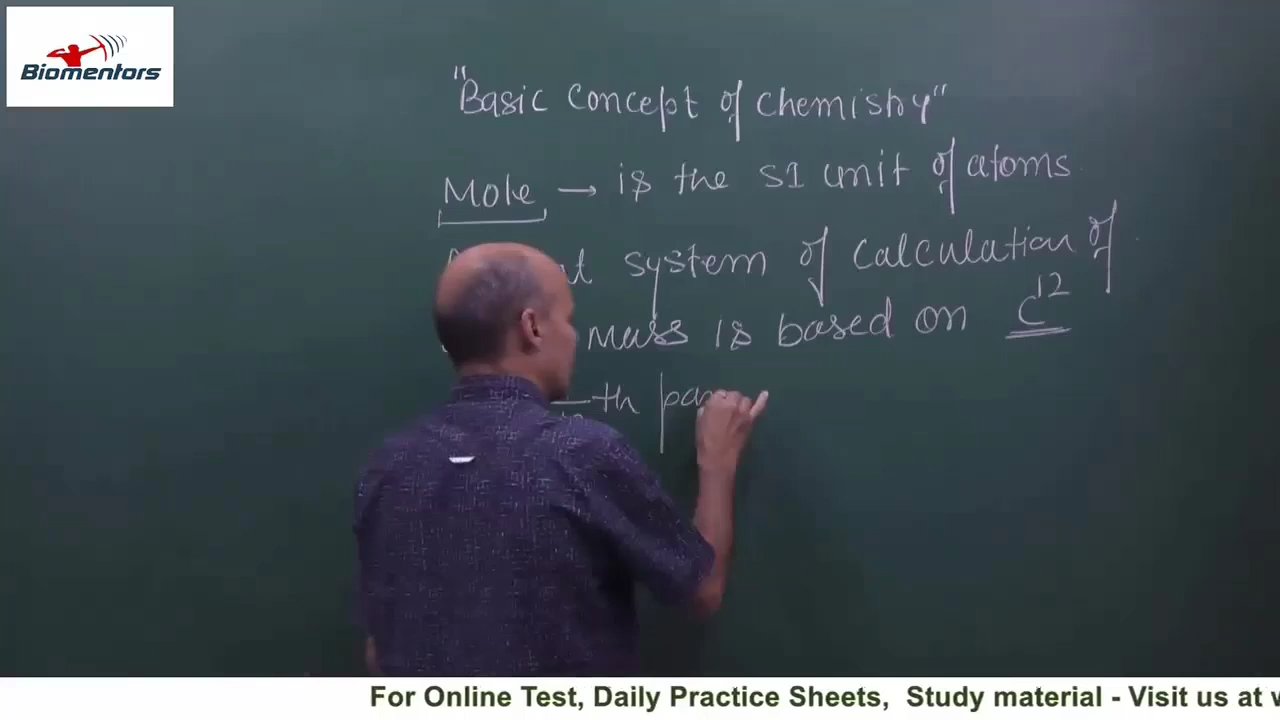 Biomentors
"Basic Concept of Chemistry"
Mole → is the SI unit of atoms
system of calculation of
mass is based on C12
th
For Online Test, Daily Practice Sheets, Study material - Visit us at